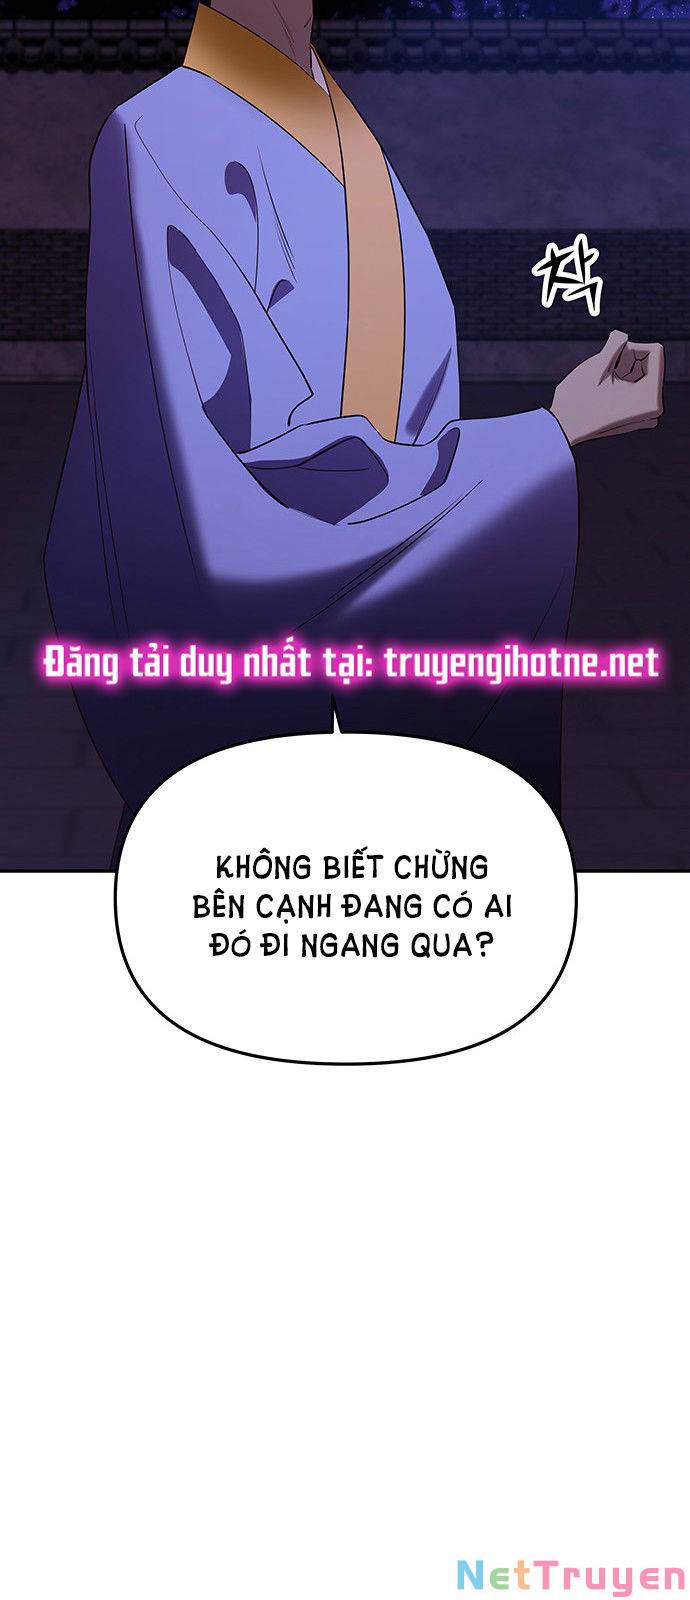 착
Đăng tải duy nhất tại: truyengihotne.net
KHÔNG BIẾT CHỪNG
BÊN CẠNH ĐANG CÓ AI
ĐÓ ĐI NGANG QUA?
NetTruyen